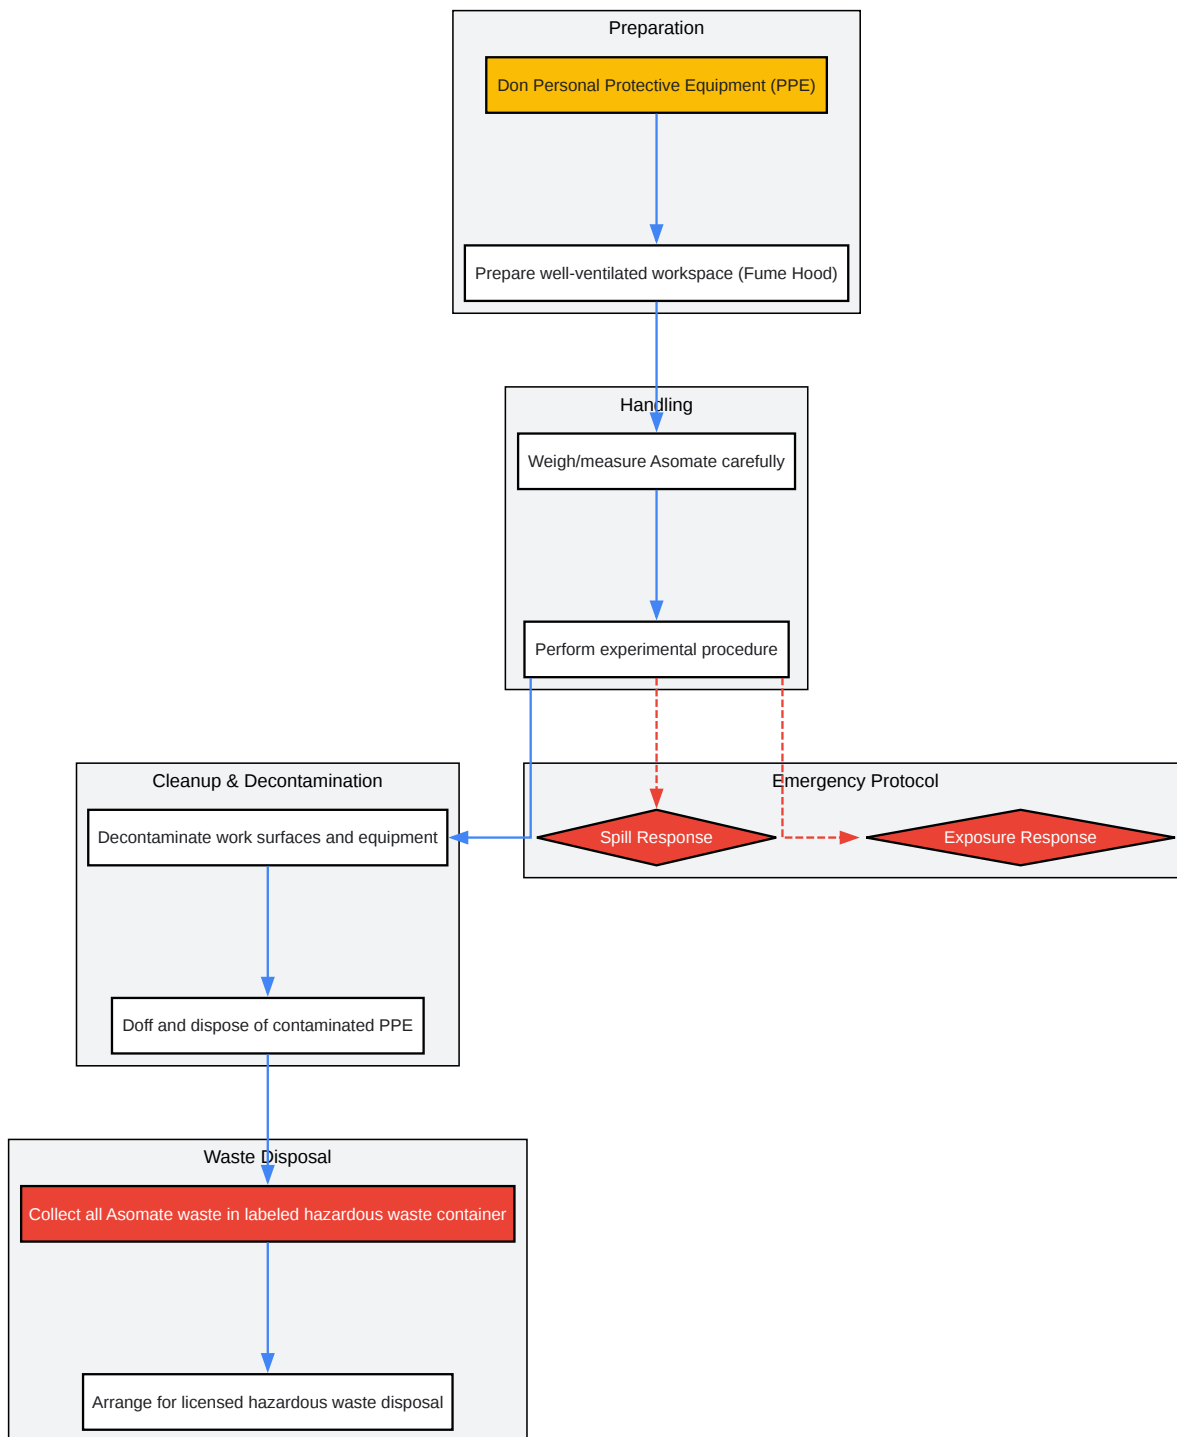 Preparation
Don Personal Protective Equipment (PPE)
Prepare well-ventilated workspace (Fume Hood)
Handling
Weigh/measure Asomate carefully
Perform experimental procedure
Cleanup & Decontamination
Decontaminate work surfaces and equipment
Doff and dispose of contaminated PPE
Emergency Protocol
Spill Response
Exposure Response
Waste Disposal
Collect all Asomate waste in labeled hazardous waste container
Arrange for licensed hazardous waste disposal